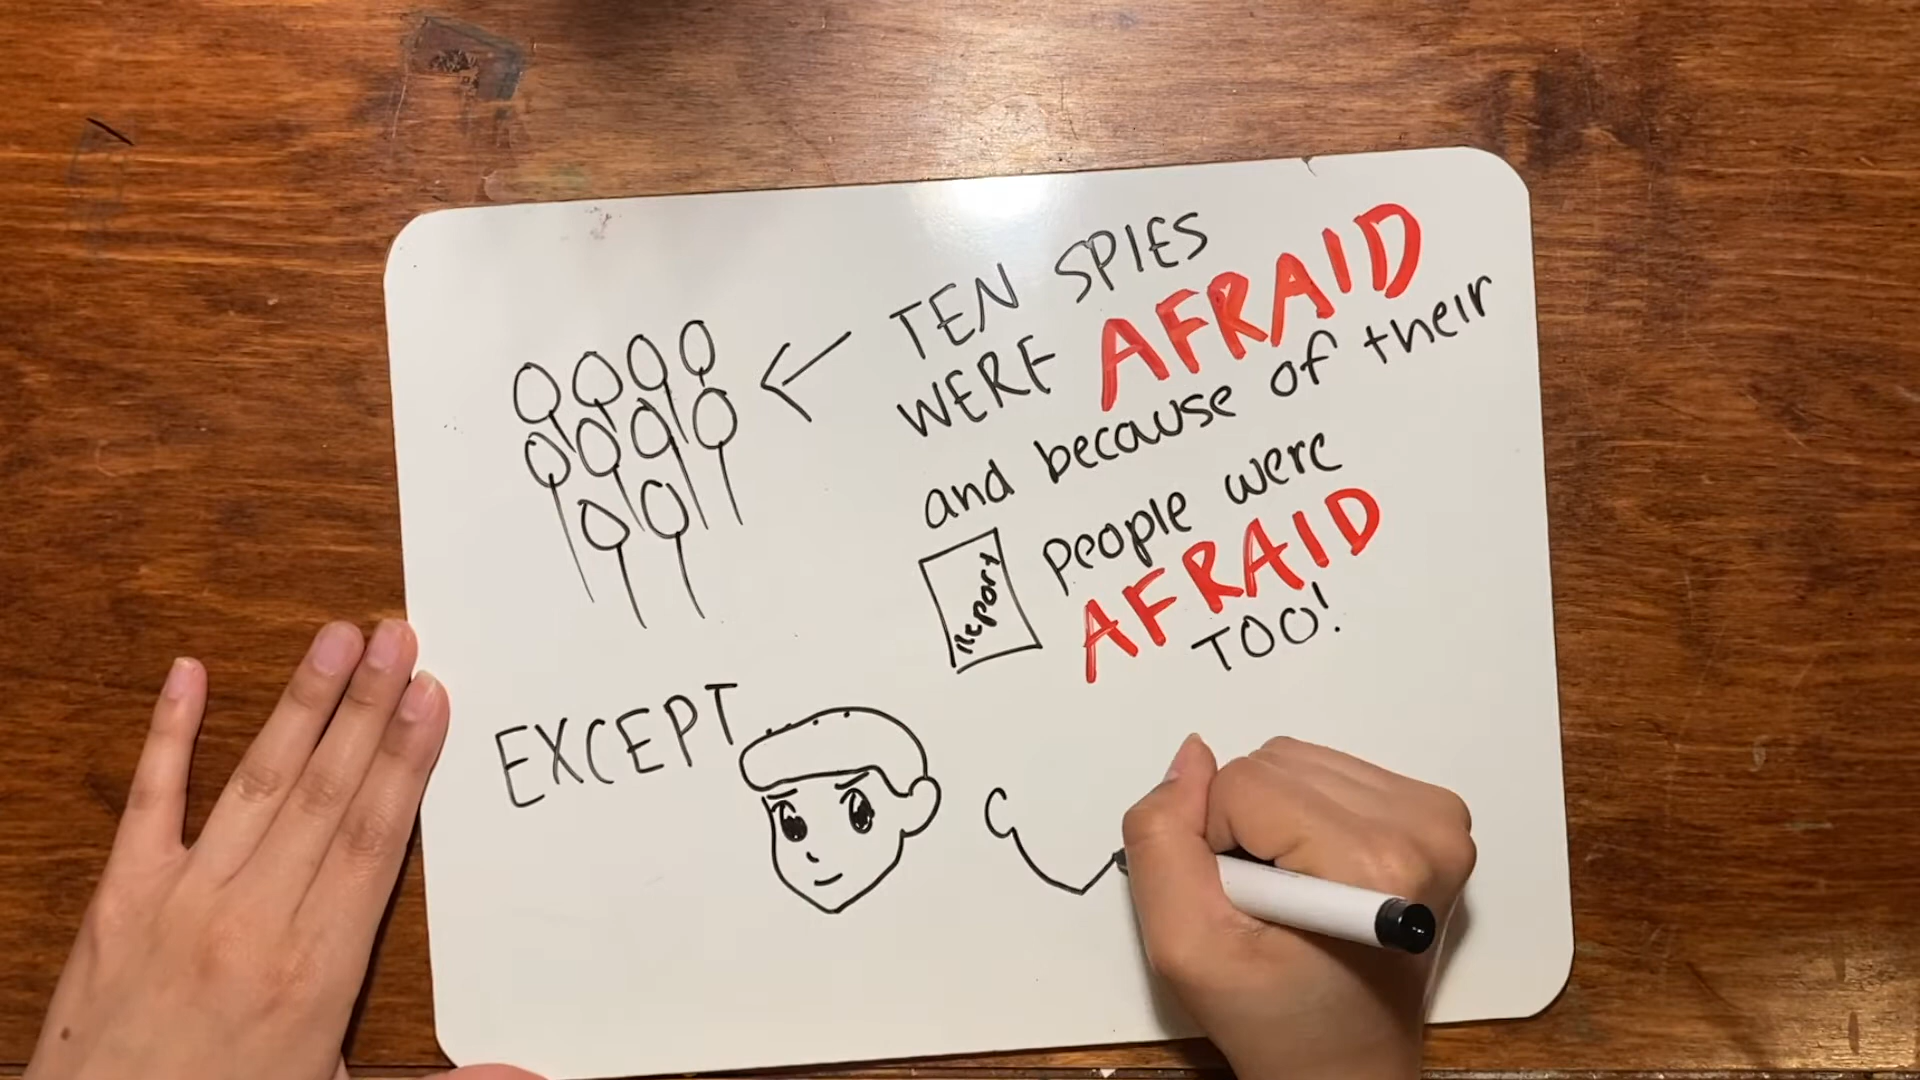 TEN SPIES
WERE AFRAID
and because of their
Report people were
AFRAID
TOO!
EXCEPT